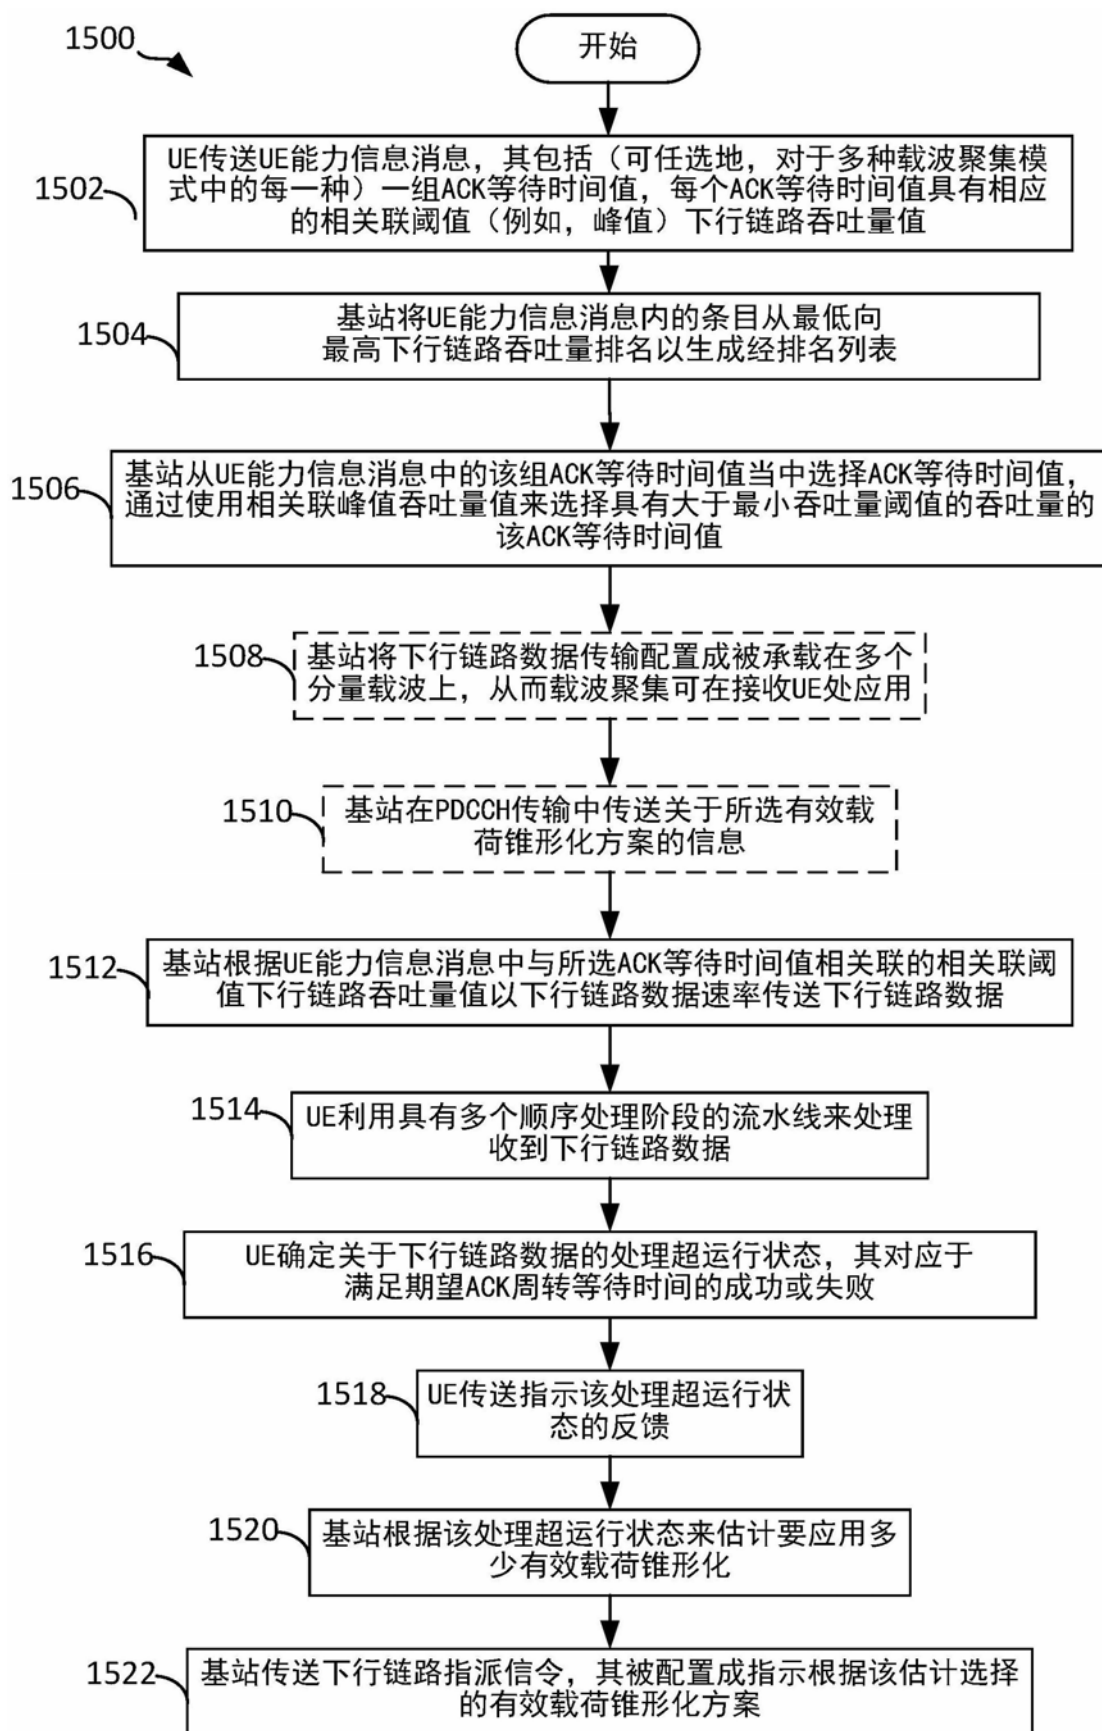 1500
开始
1502
UE传送UE能力信息消息，其包括（可任选地，对于多种载波聚集模
式中的每一种）一组ACK等待时间值，每个ACK等待时间值具有相应
的相关联阈值（例如，峰值）下行链路吞吐量值
1504
基站将UE能力信息消息内的条目从最低向
最高下行链路吞吐量排名以生成经排名列表
1506
基站从UE能力信息消息中的该组ACK等待时间值当中选择ACK等待时间值，
通过使用相关联峰值吞吐量值来选择具有大于最小吞吐量阈值的吞吐量的
该ACK等待时间值
1508
基站将下行链路数据传输配置成被承载在多个
分量载波上，从而载波聚集可在接收UE处应用
1510
基站在PDCCH传输中传送关于所选有效载
荷锥形化方案的信息
1512
基站根据UE能力信息消息中与所选ACK等待时间值相关联的相关联阈
值下行链路吞吐量值以下行链路数据速率传送下行链路数据
1514
UE利用具有多个顺序处理阶段的流水线来处理
收到下行链路数据
1516
UE确定关于下行链路数据的处理超运行状态，其对应于
满足期望ACK周转等待时间的成功或失败
1518
UE传送指示该处理超运行状
态的反馈
1520
基站根据该处理超运行状态来估计要应用多
少有效载荷锥形化
1522
基站传送下行链路指派信令，其被配置成指示根据该估计选择
的有效载荷锥形化方案